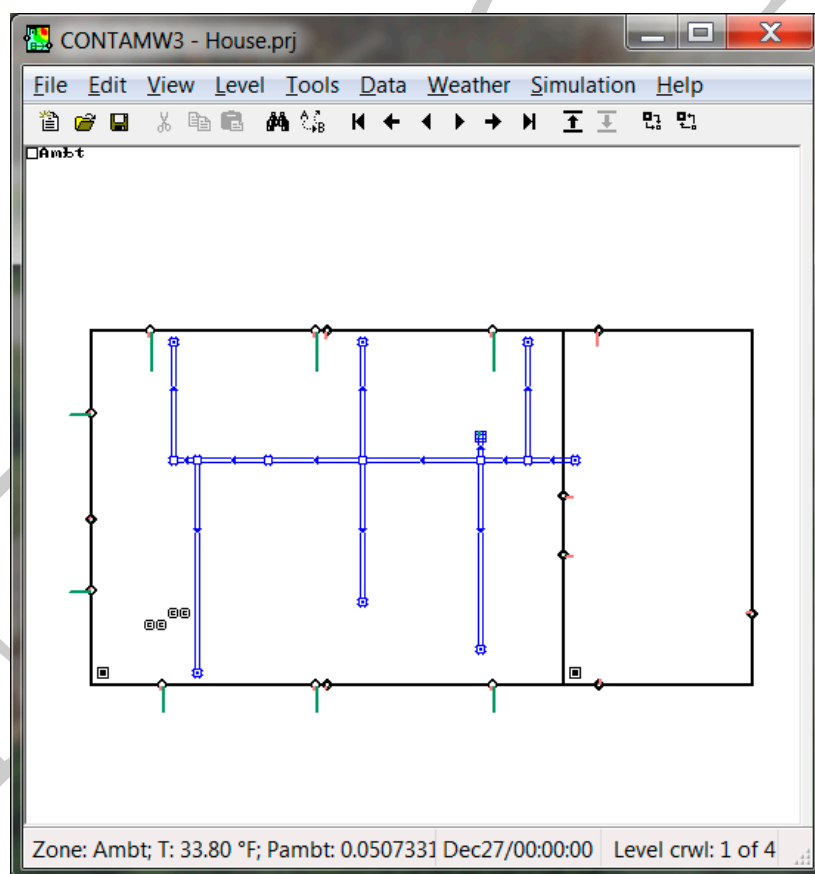 CONTAMW3 - House.prj
File Edit View Level Tools Data Weather Simulation Help
Ambt
Zone: Ambt; T: 33.80 °F; Pambt: 0.0507331 Dec27/00:00:00 Level crwl: 1 of 4